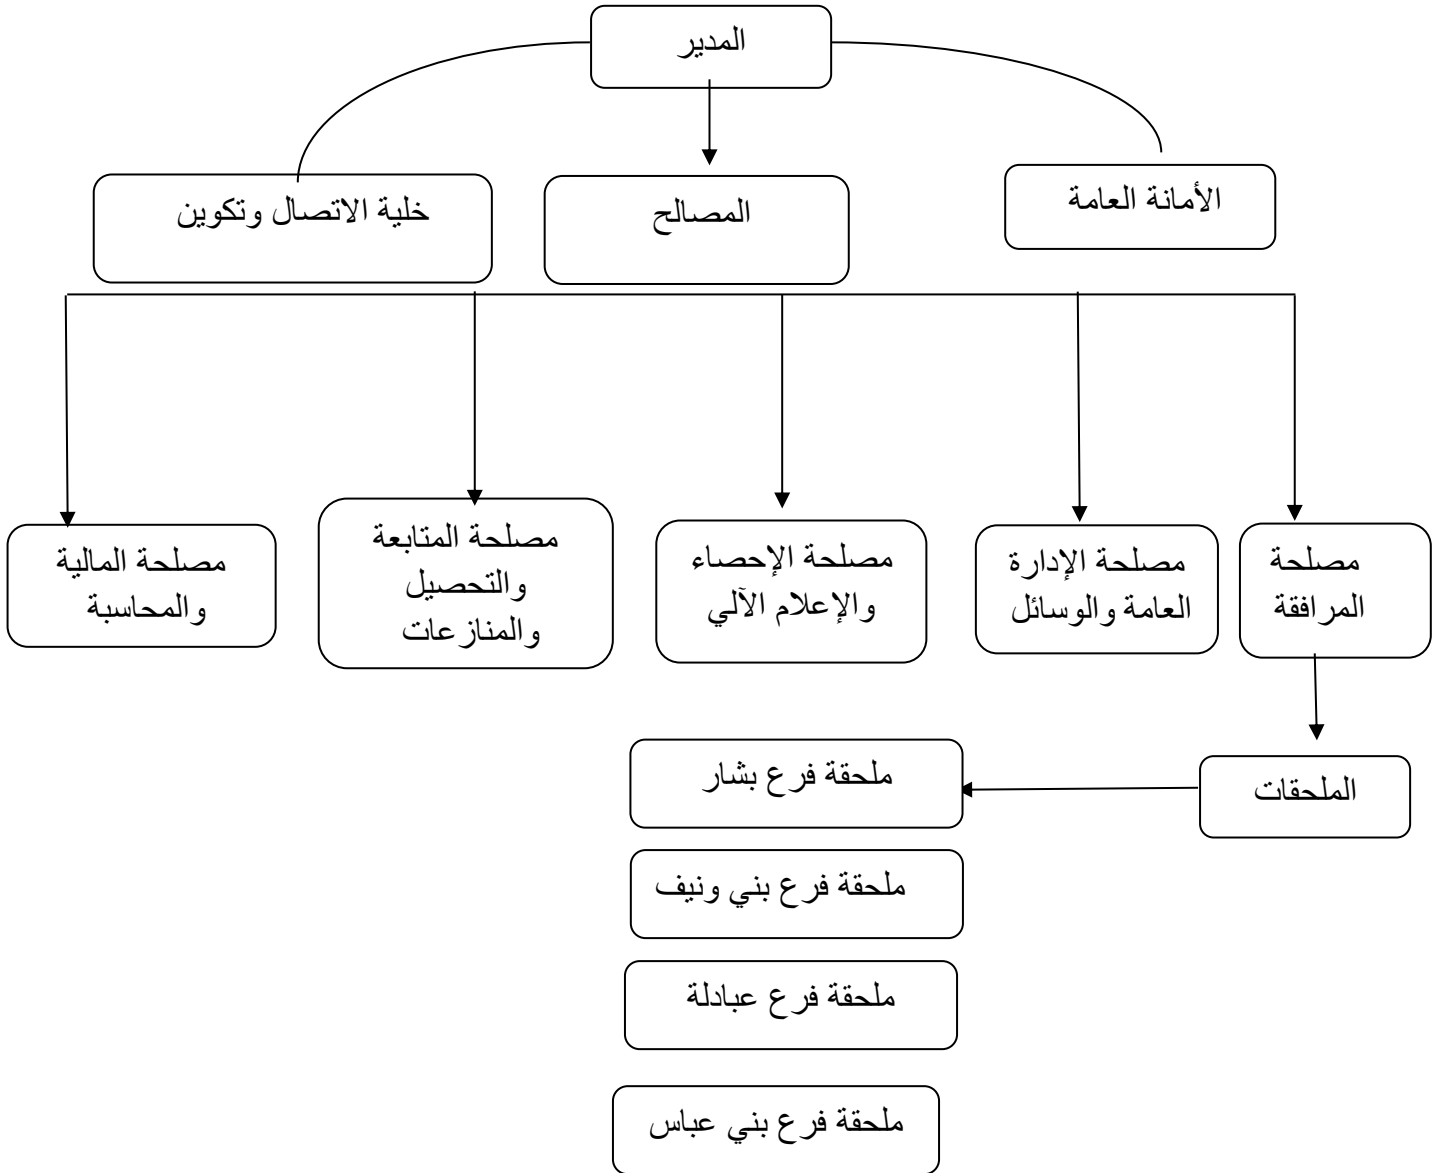 المدير
الأمانة العامة
المصالح
خلية الاتصال وتكوين
مصلحة
المرافقة
مصلحة الإدارة
العامة والوسائل
مصلحة الإحصاء
والإعلام الآلي
مصلحة المتابعة
والتحصيل
والمنازعات
مصلحة المالية
والمحاسبة
الملحقات
ملحقة فرع بشار
ملحقة فرع بني ونيف
ملحقة فرع عبادلة
ملحقة فرع بني عباس